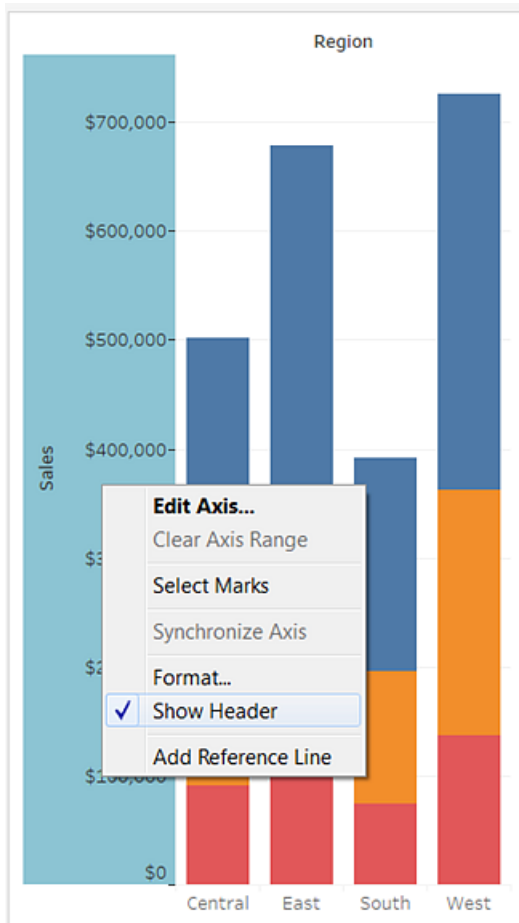 Region
$700,000
$600,000
$500,000
$400,000
Sales
Edit Axis...
Clear Axis Range
Select Marks
Synchronize Axis
Format...
Show Header
Add Reference Line
$0
Central East South West